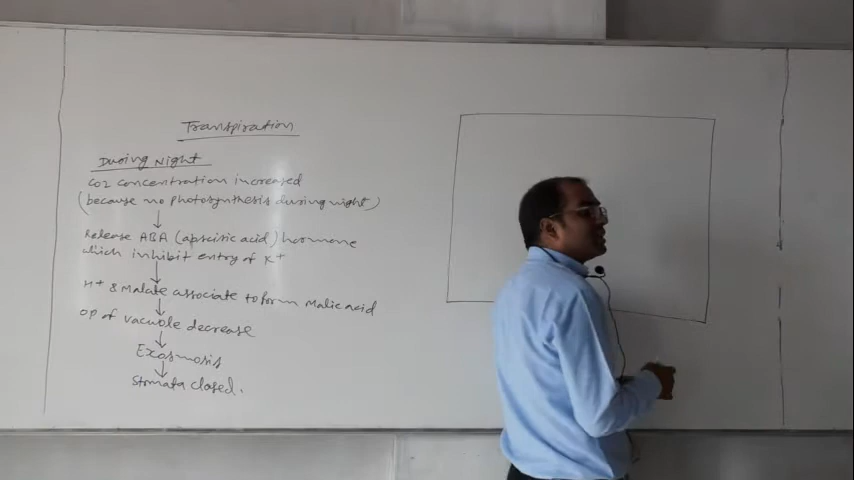 Transpiration
During Night
CO2 concentration increased
(because no photosynthesis during night)
Release ABA (apscisic acid) hormone
which inhibit entry of K+
H+ & Malate associate to form Malic acid
OP of vacuole decrease
Exosmosis
Stomata closed.